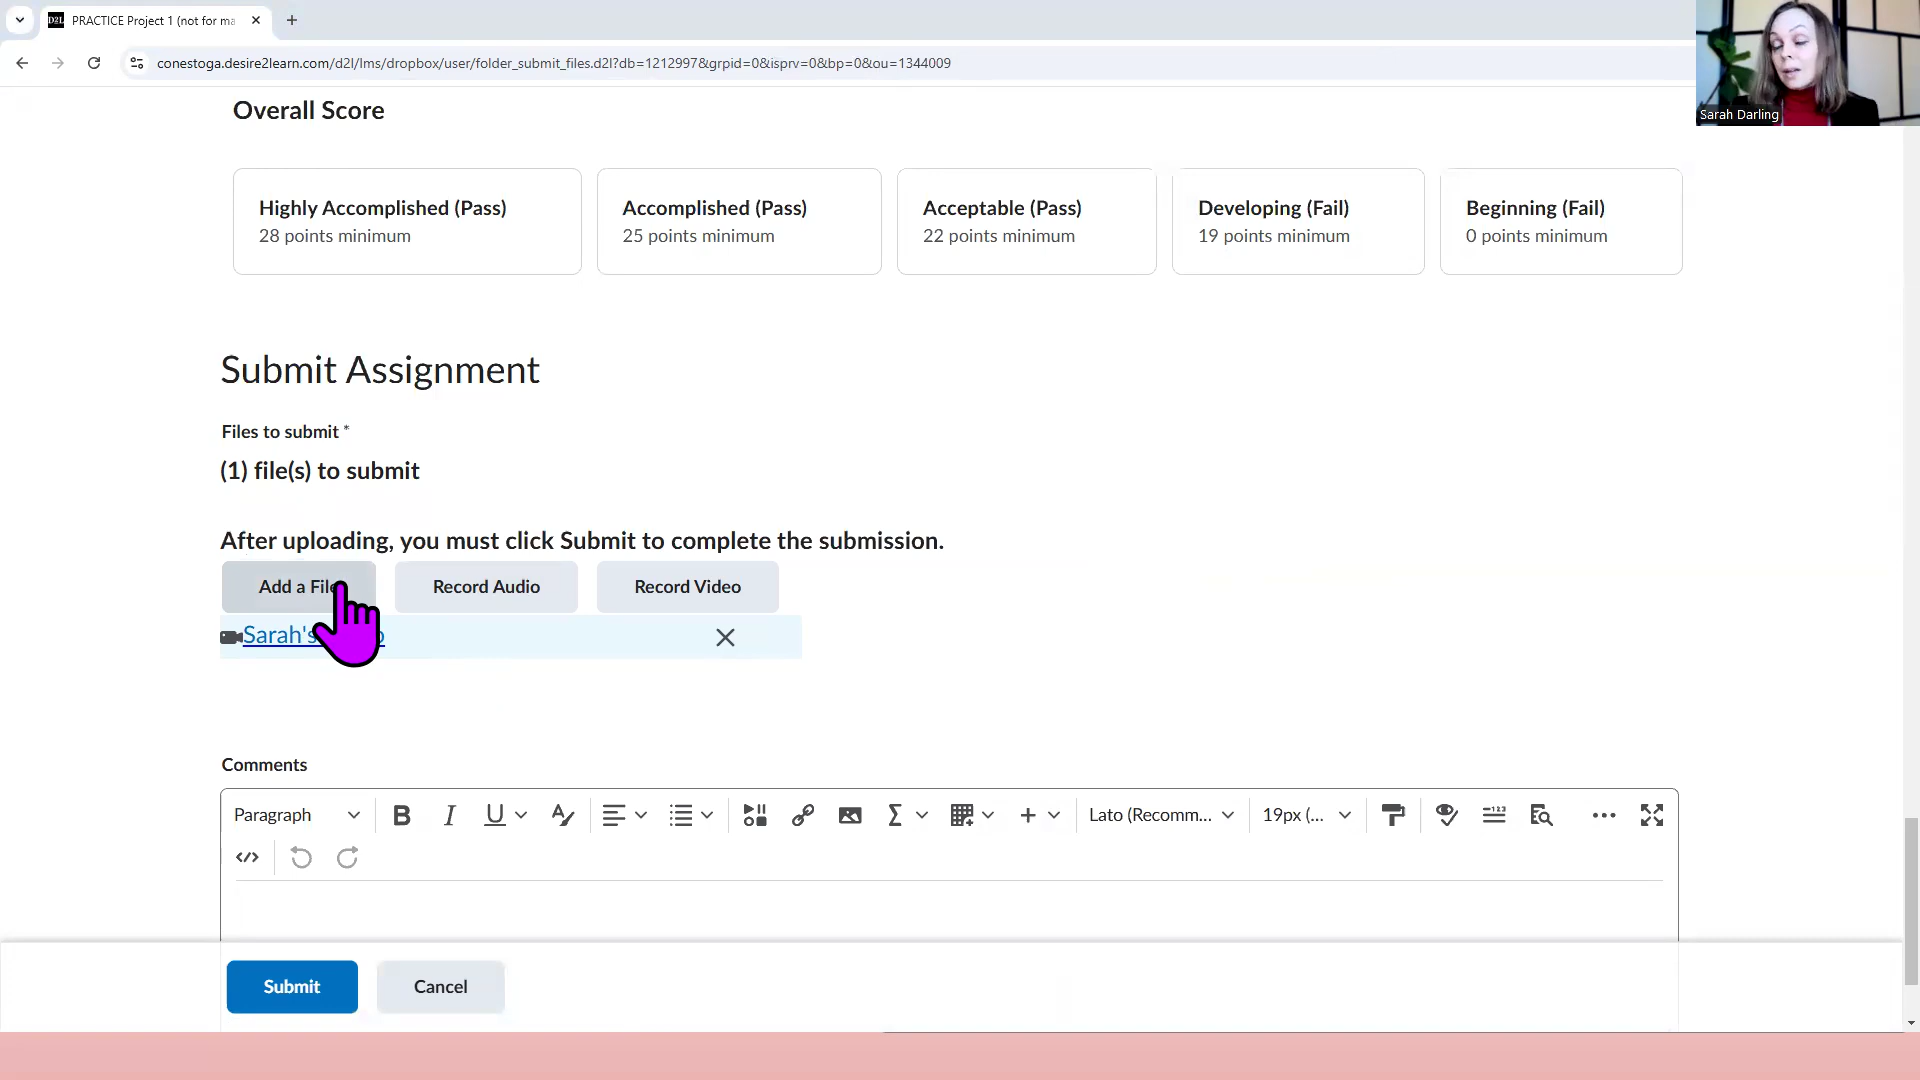 PRACTICE Project 1 (not for ma
conestoga.desire2learn.com/d2l/lms/dropbox/user/folder_submit_files.d2l?db=1212997&grpid=0&isprv=0&bp=0&ou=1344009
Sarah Darling
Overall Score
Highly Accomplished (Pass)
28 points minimum
Accomplished (Pass)
25 points minimum
Acceptable (Pass)
22 points minimum
Developing (Fail)
19 points minimum
Beginning (Fail)
0 points minimum
Submit Assignment
Files to submit *
(1) file(s) to submit
After uploading, you must click Submit to complete the submission.
Add a File
Record Audio
Record Video
Sarah's
Comments
Paragraph
Lato (Recomm...
19px (...
Submit
Cancel